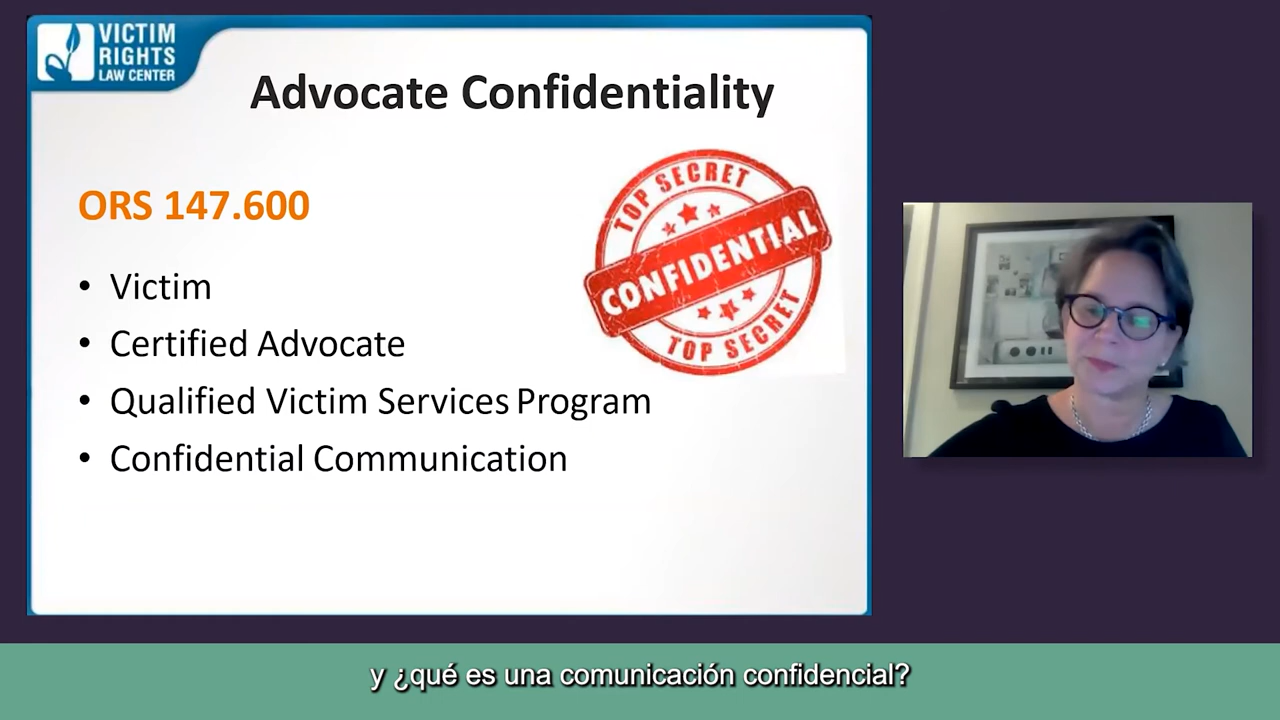 VICTIM
RIGHTS
LAW CENTER
Advocate Confidentiality
ORS 147.600
TOP SECRET
CONFIDENTIAL
TOP SECRET
• Victim
• Certified Advocate
• Qualified Victim Services Program
• Confidential Communication
y ¿qué es una comunicación confidencial?